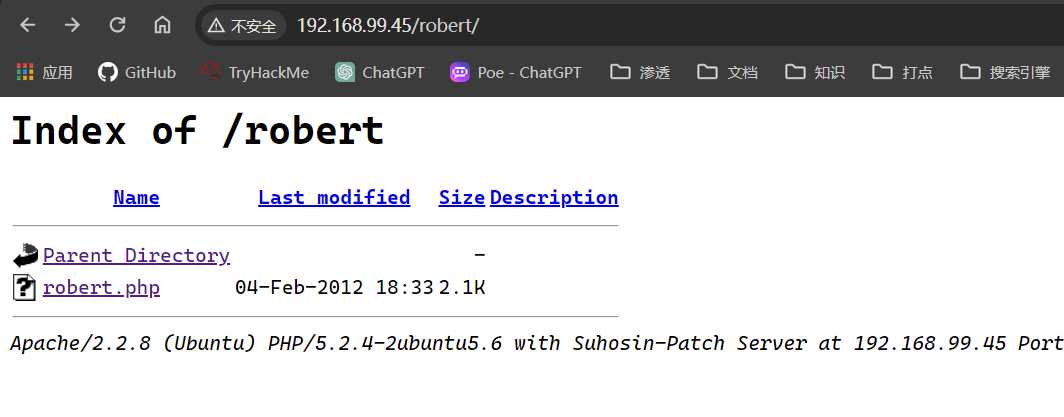 不安全 192.168.99.45/robert/
应用 GitHub TryHackMe ChatGPT Poe - ChatGPT 渗透 文档 知识 打点 搜索引擎
Index of /robert
Name Last modified Size Description
Parent Directory -
robert.php 04-Feb-2012 18:33 2.1K
Apache/2.2.8 (Ubuntu) PHP/5.2.4-2ubuntu5.6 with Suhosin-Patch Server at 192.168.99.45 Port